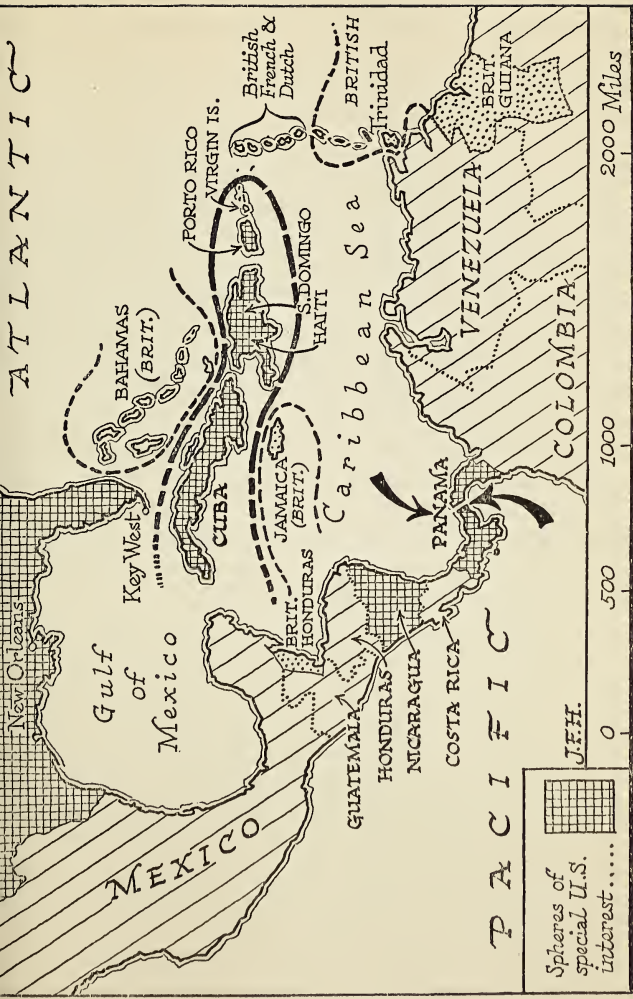 ATLANTIC
New Orleans
Gulf
of
Mexico
Key West
BAHAMAS
(BRIT.)
CUBA
PORTO RICO
VIRGIN IS.
British
French &
Dutch
BRITISH
Trinidad
S. DOMINGO
HAITI
JAMAICA
(BRIT.)
Caribbean Sea
MEXICO
BRIT.
HONDURAS
GUATEMALA
HONDURAS
NICARAGUA
COSTA RICA
PANAMA
VENEZUELA
COLOMBIA
BRIT.
GUIANA
PACIFIC
J.F.H.
Spheres of
special U.S.
interest.....
0 500 1000 2000 Miles